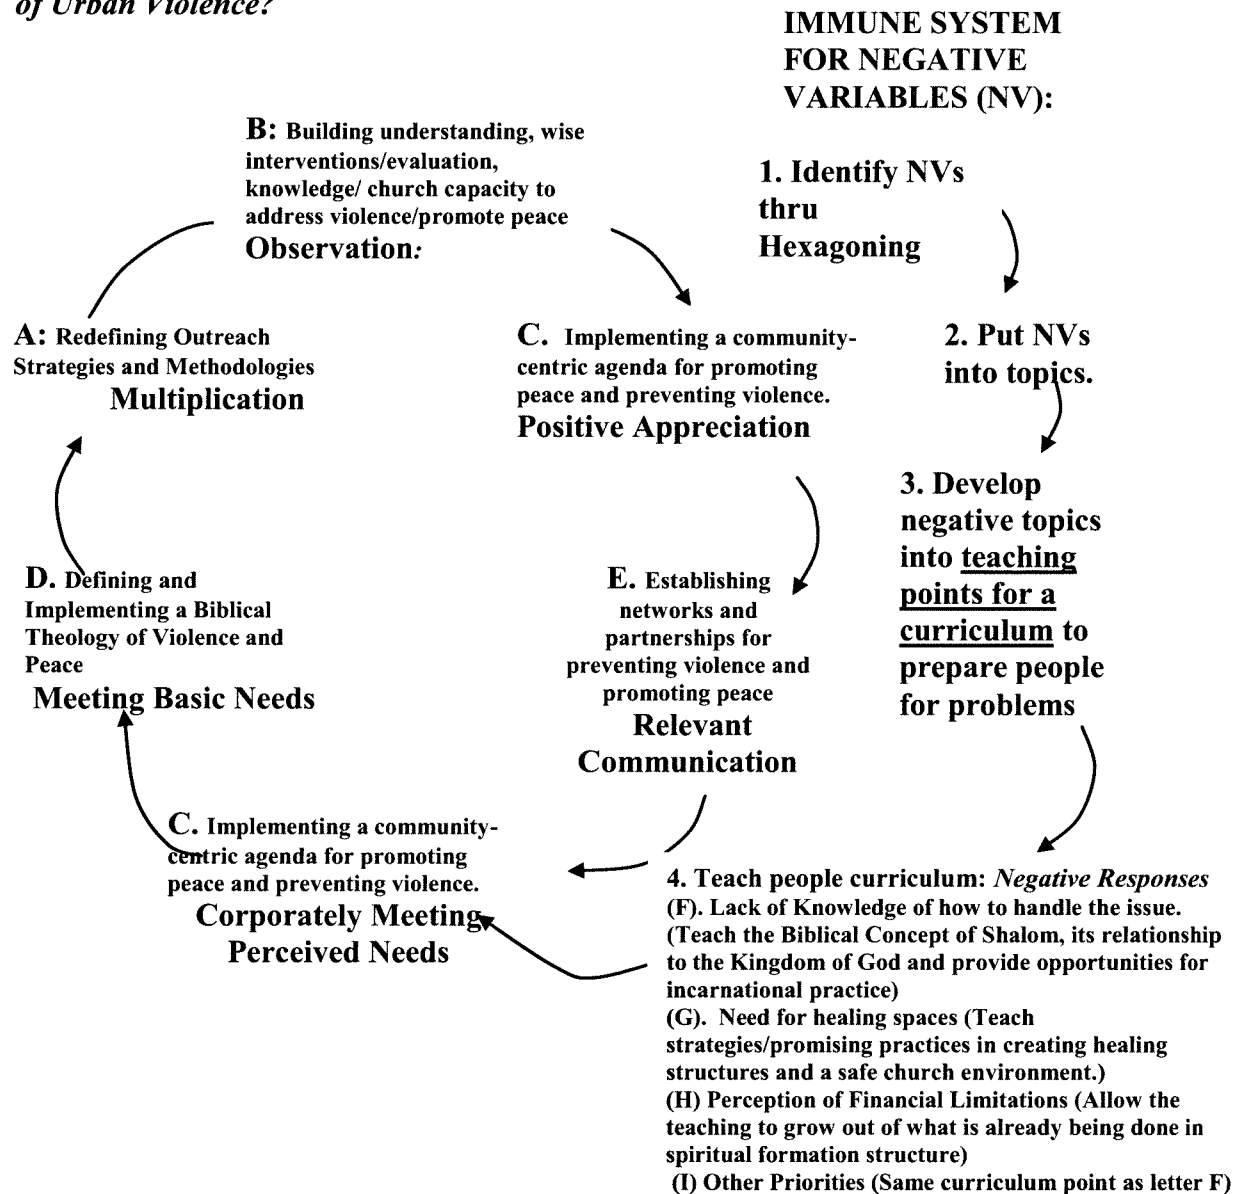 of Urban Violence?
IMMUNE SYSTEM
FOR NEGATIVE
VARIABLES (NV):
B: Building understanding, wise
interventions/evaluation,
knowledge/ church capacity to
address violence/promote peace
Observation:
1. Identify NVs
thru
Hexagoning
A: Redefining Outreach
Strategies and Methodologies
Multiplication
C. Implementing a community-
centric agenda for promoting
peace and preventing violence.
Positive Appreciation
2. Put NVs
into topics.
3. Develop
negative topics
into teaching
points for a
curriculum to
prepare people
for problems
D. Defining and
Implementing a Biblical
Theology of Violence and
Peace
Meeting Basic Needs
E. Establishing
networks and
partnerships for
preventing violence and
promoting peace
Relevant
Communication
C. Implementing a community-
centric agenda for promoting
peace and preventing violence.
Corporately Meeting
Perceived Needs
4. Teach people curriculum: Negative Responses
(F). Lack of Knowledge of how to handle the issue.
(Teach the Biblical Concept of Shalom, its relationship
to the Kingdom of God and provide opportunities for
incarnational practice)
(G). Need for healing spaces (Teach
strategies/promising practices in creating healing
structures and a safe church environment.)
(H) Perception of Financial Limitations (Allow the
teaching to grow out of what is already being done in
spiritual formation structure)
(I) Other Priorities (Same curriculum point as letter F)